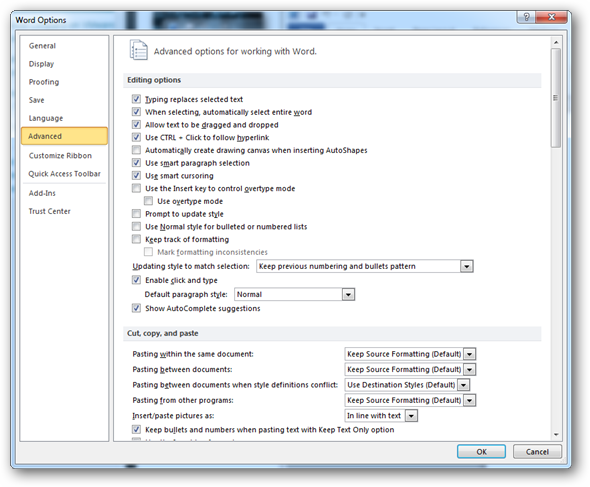 Word Options
General
Display
Proofing
Save
Language
Advanced
Customize Ribbon
Quick Access Toolbar
Add-Ins
Trust Center
Advanced options for working with Word.
Editing options
Typing replaces selected text
When selecting, automatically select entire word
Allow text to be dragged and dropped
Use CTRL + Click to follow hyperlink
Automatically create drawing canvas when inserting AutoShapes
Use smart paragraph selection
Use smart cursoring
Use the Insert key to control overtype mode
Use overtype mode
Prompt to update style
Use Normal style for bulleted or numbered lists
Keep track of formatting
Mark formatting inconsistencies
Updating style to match selection: Keep previous numbering and bullets pattern
Enable click and type
Default paragraph style: Normal
Show AutoComplete suggestions
Cut, copy, and paste
Pasting within the same document: Keep Source Formatting (Default)
Pasting between documents: Keep Source Formatting (Default)
Pasting between documents when style definitions conflict: Use Destination Styles (Default)
Pasting from other programs: Keep Source Formatting (Default)
Insert/paste pictures as: In line with text
Keep bullets and numbers when pasting text with Keep Text Only option
OK Cancel